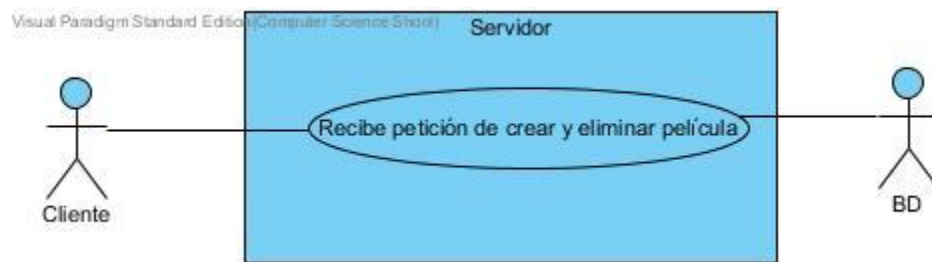 Visual Paradigm Standard Edition(Computer Science Shool)
Servidor
Recibe petición de crear y eliminar película
Cliente
BD